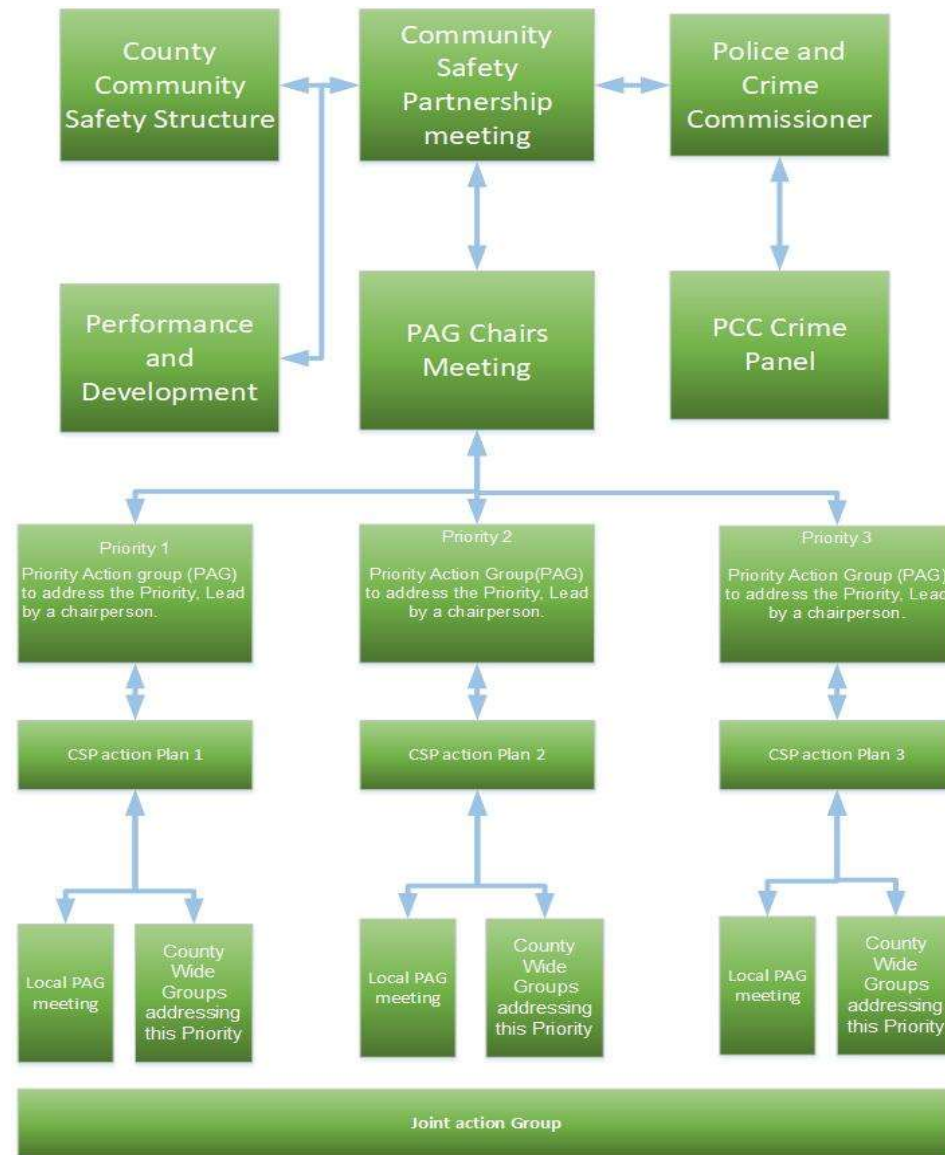 County
Community
Safety Structure
Community
Safety
Partnership
meeting
Police and
Crime
Commissioner
Performance
and
Development
PAG Chairs
Meeting
PCC Crime
Panel
Priority 1
Priority Action group (PAG)
to address the Priority, Lead
by a chairperson.
Priority 2
Priority Action Group(PAG)
to address the Priority, Lead
by a chairperson.
Priority 3
Priority Action Group (PAG)
to address the Priority, Lead
by a chairperson.
CSP action Plan 1
CSP action Plan 2
CSP action Plan 3
Local PAG
meeting
County
Wide
Groups
addressing
this Priority
Local PAG
meeting
County
Wide
Groups
addressing
this Priority
Local PAG
meeting
County
Wide
Groups
addressing
this Priority
Joint action Group